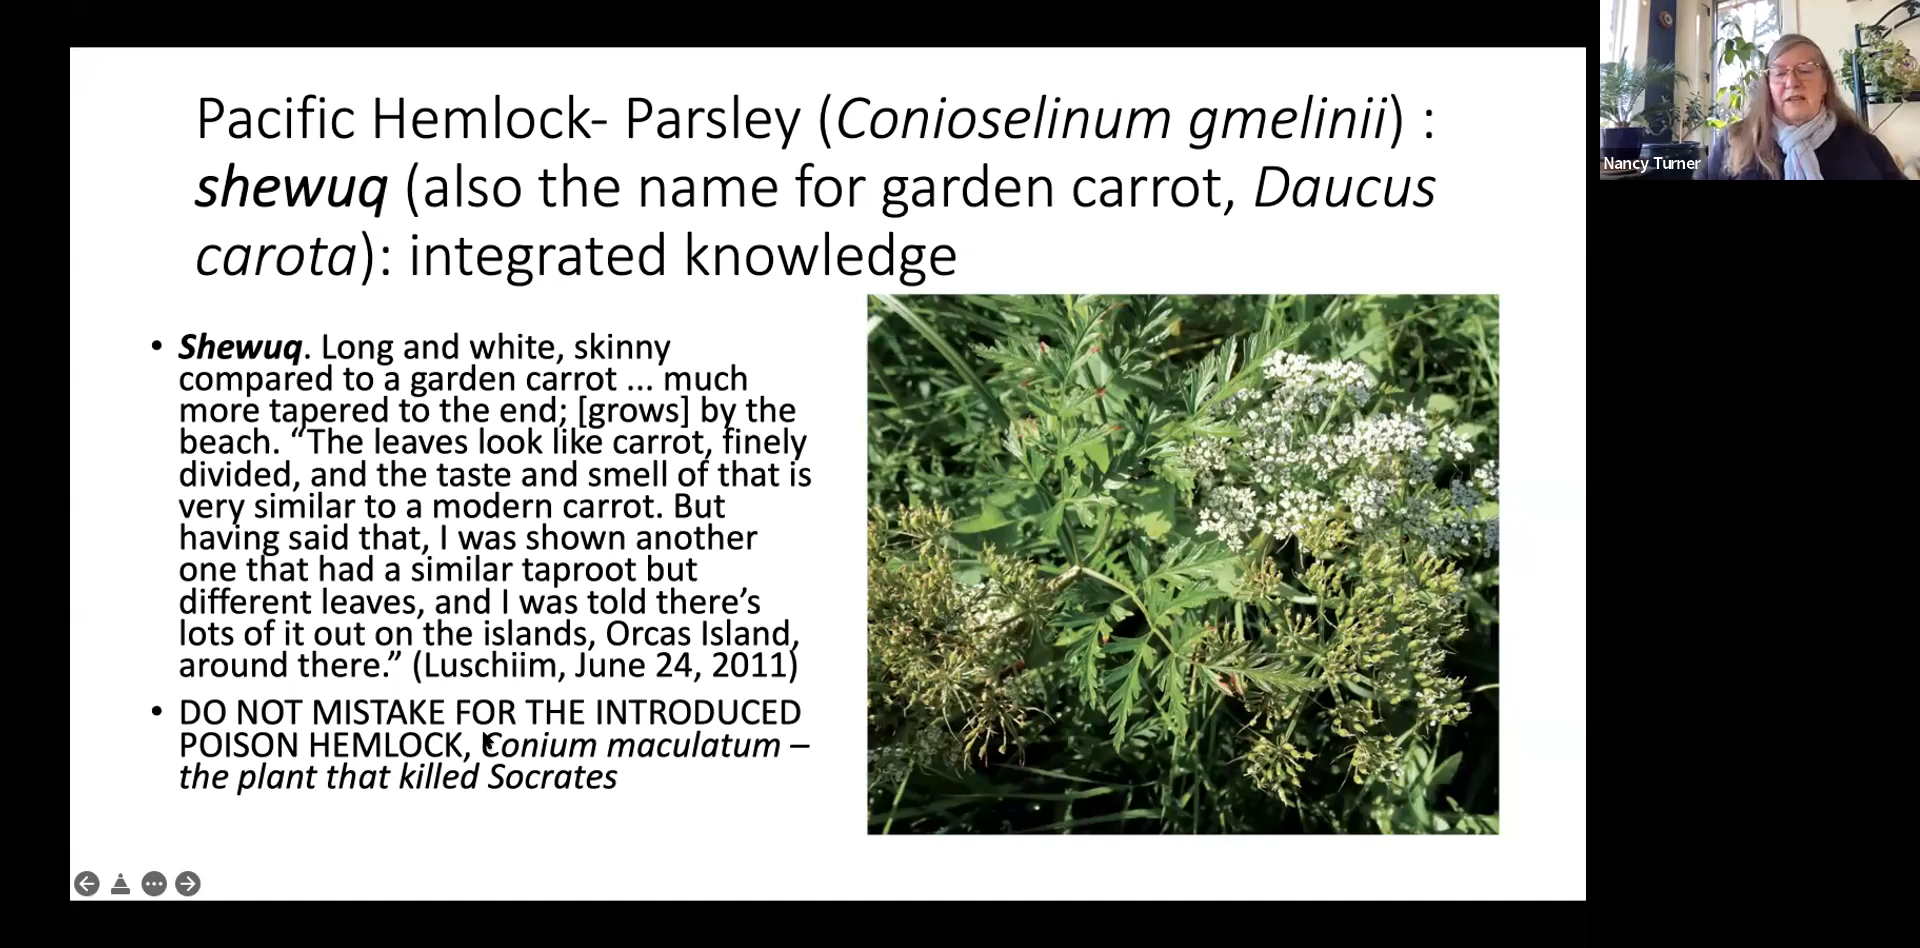 Pacific Hemlock- Parsley (Conioselinum gmelinii) :
shewuq (also the name for garden carrot, Daucus
carota): integrated knowledge
• Shewuq. Long and white, skinny
compared to a garden carrot ... much
more tapered to the end; [grows] by the
beach. “The leaves look like carrot, finely
divided, and the taste and smell of that is
very similar to a modern carrot. But
having said that, I was shown another
one that had a similar taproot but
different leaves, and I was told there’s
lots of it out on the islands, Orcas Island,
around there.” (Luschiim, June 24, 2011)
• DO NOT MISTAKE FOR THE INTRODUCED
POISON HEMLOCK, Conium maculatum –
the plant that killed Socrates
Nancy Turner